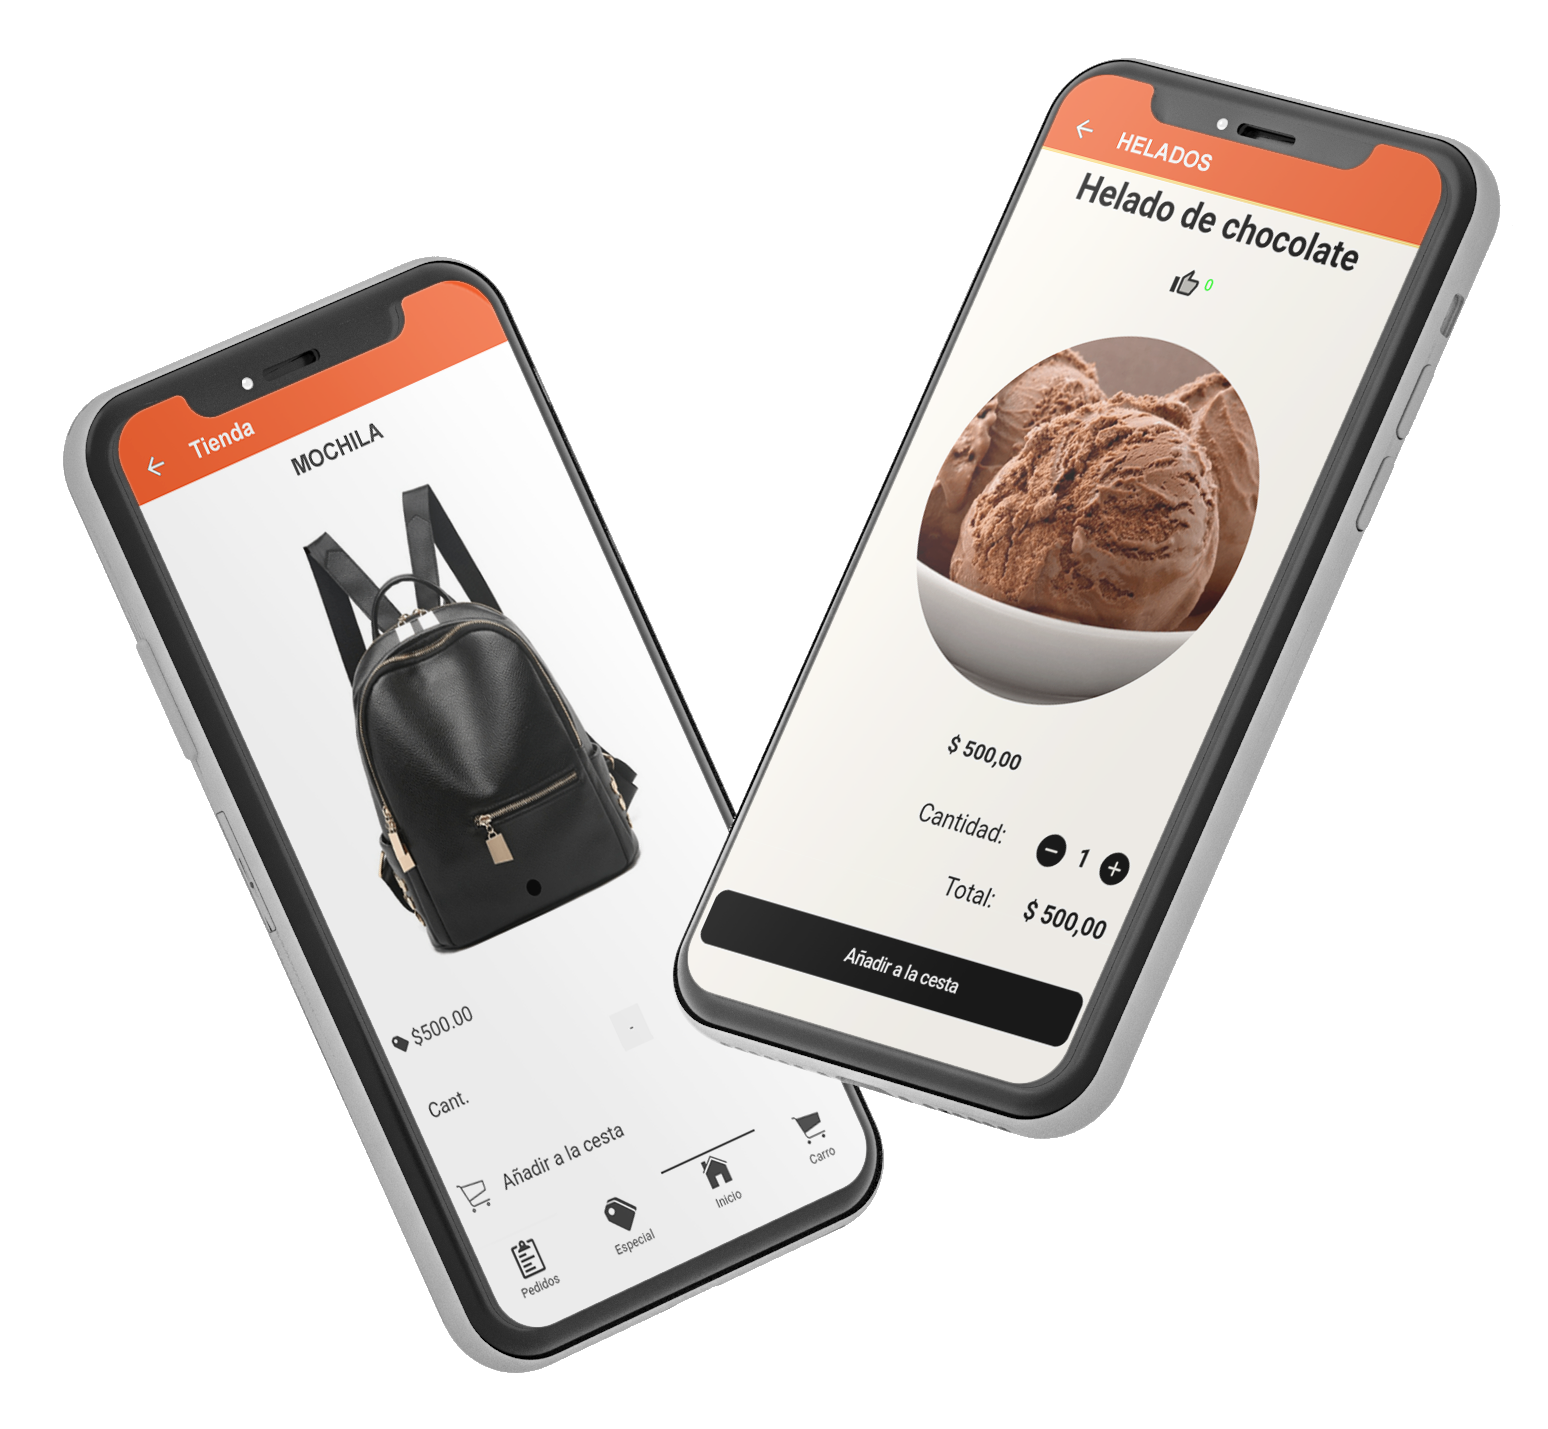 Tienda
MOCHILA
$500.00
-
Cant.
Añadir a la cesta
Pedidos
Especial
Inicio
Carro
HELADOS
Helado de chocolate
0
$ 500,00
Cantidad:
− 1 +
Total:
$ 500,00
Añadir a la cesta